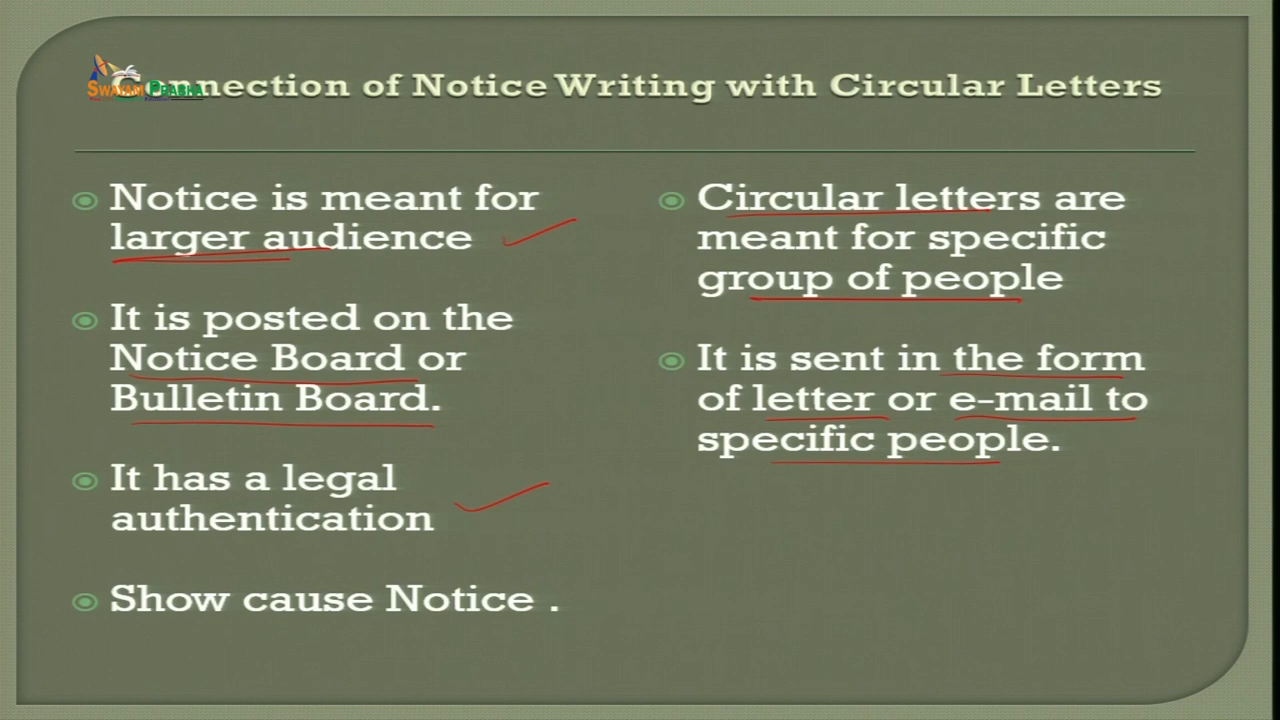 Connection of Notice Writing with Circular Letters
SWAYAM PRABHA
Notice is meant for
larger audience
It is posted on the
Notice Board or
Bulletin Board.
It has a legal
authentication
Show cause Notice .
Circular letters are
meant for specific
group of people
It is sent in the form
of letter or e-mail to
specific people.